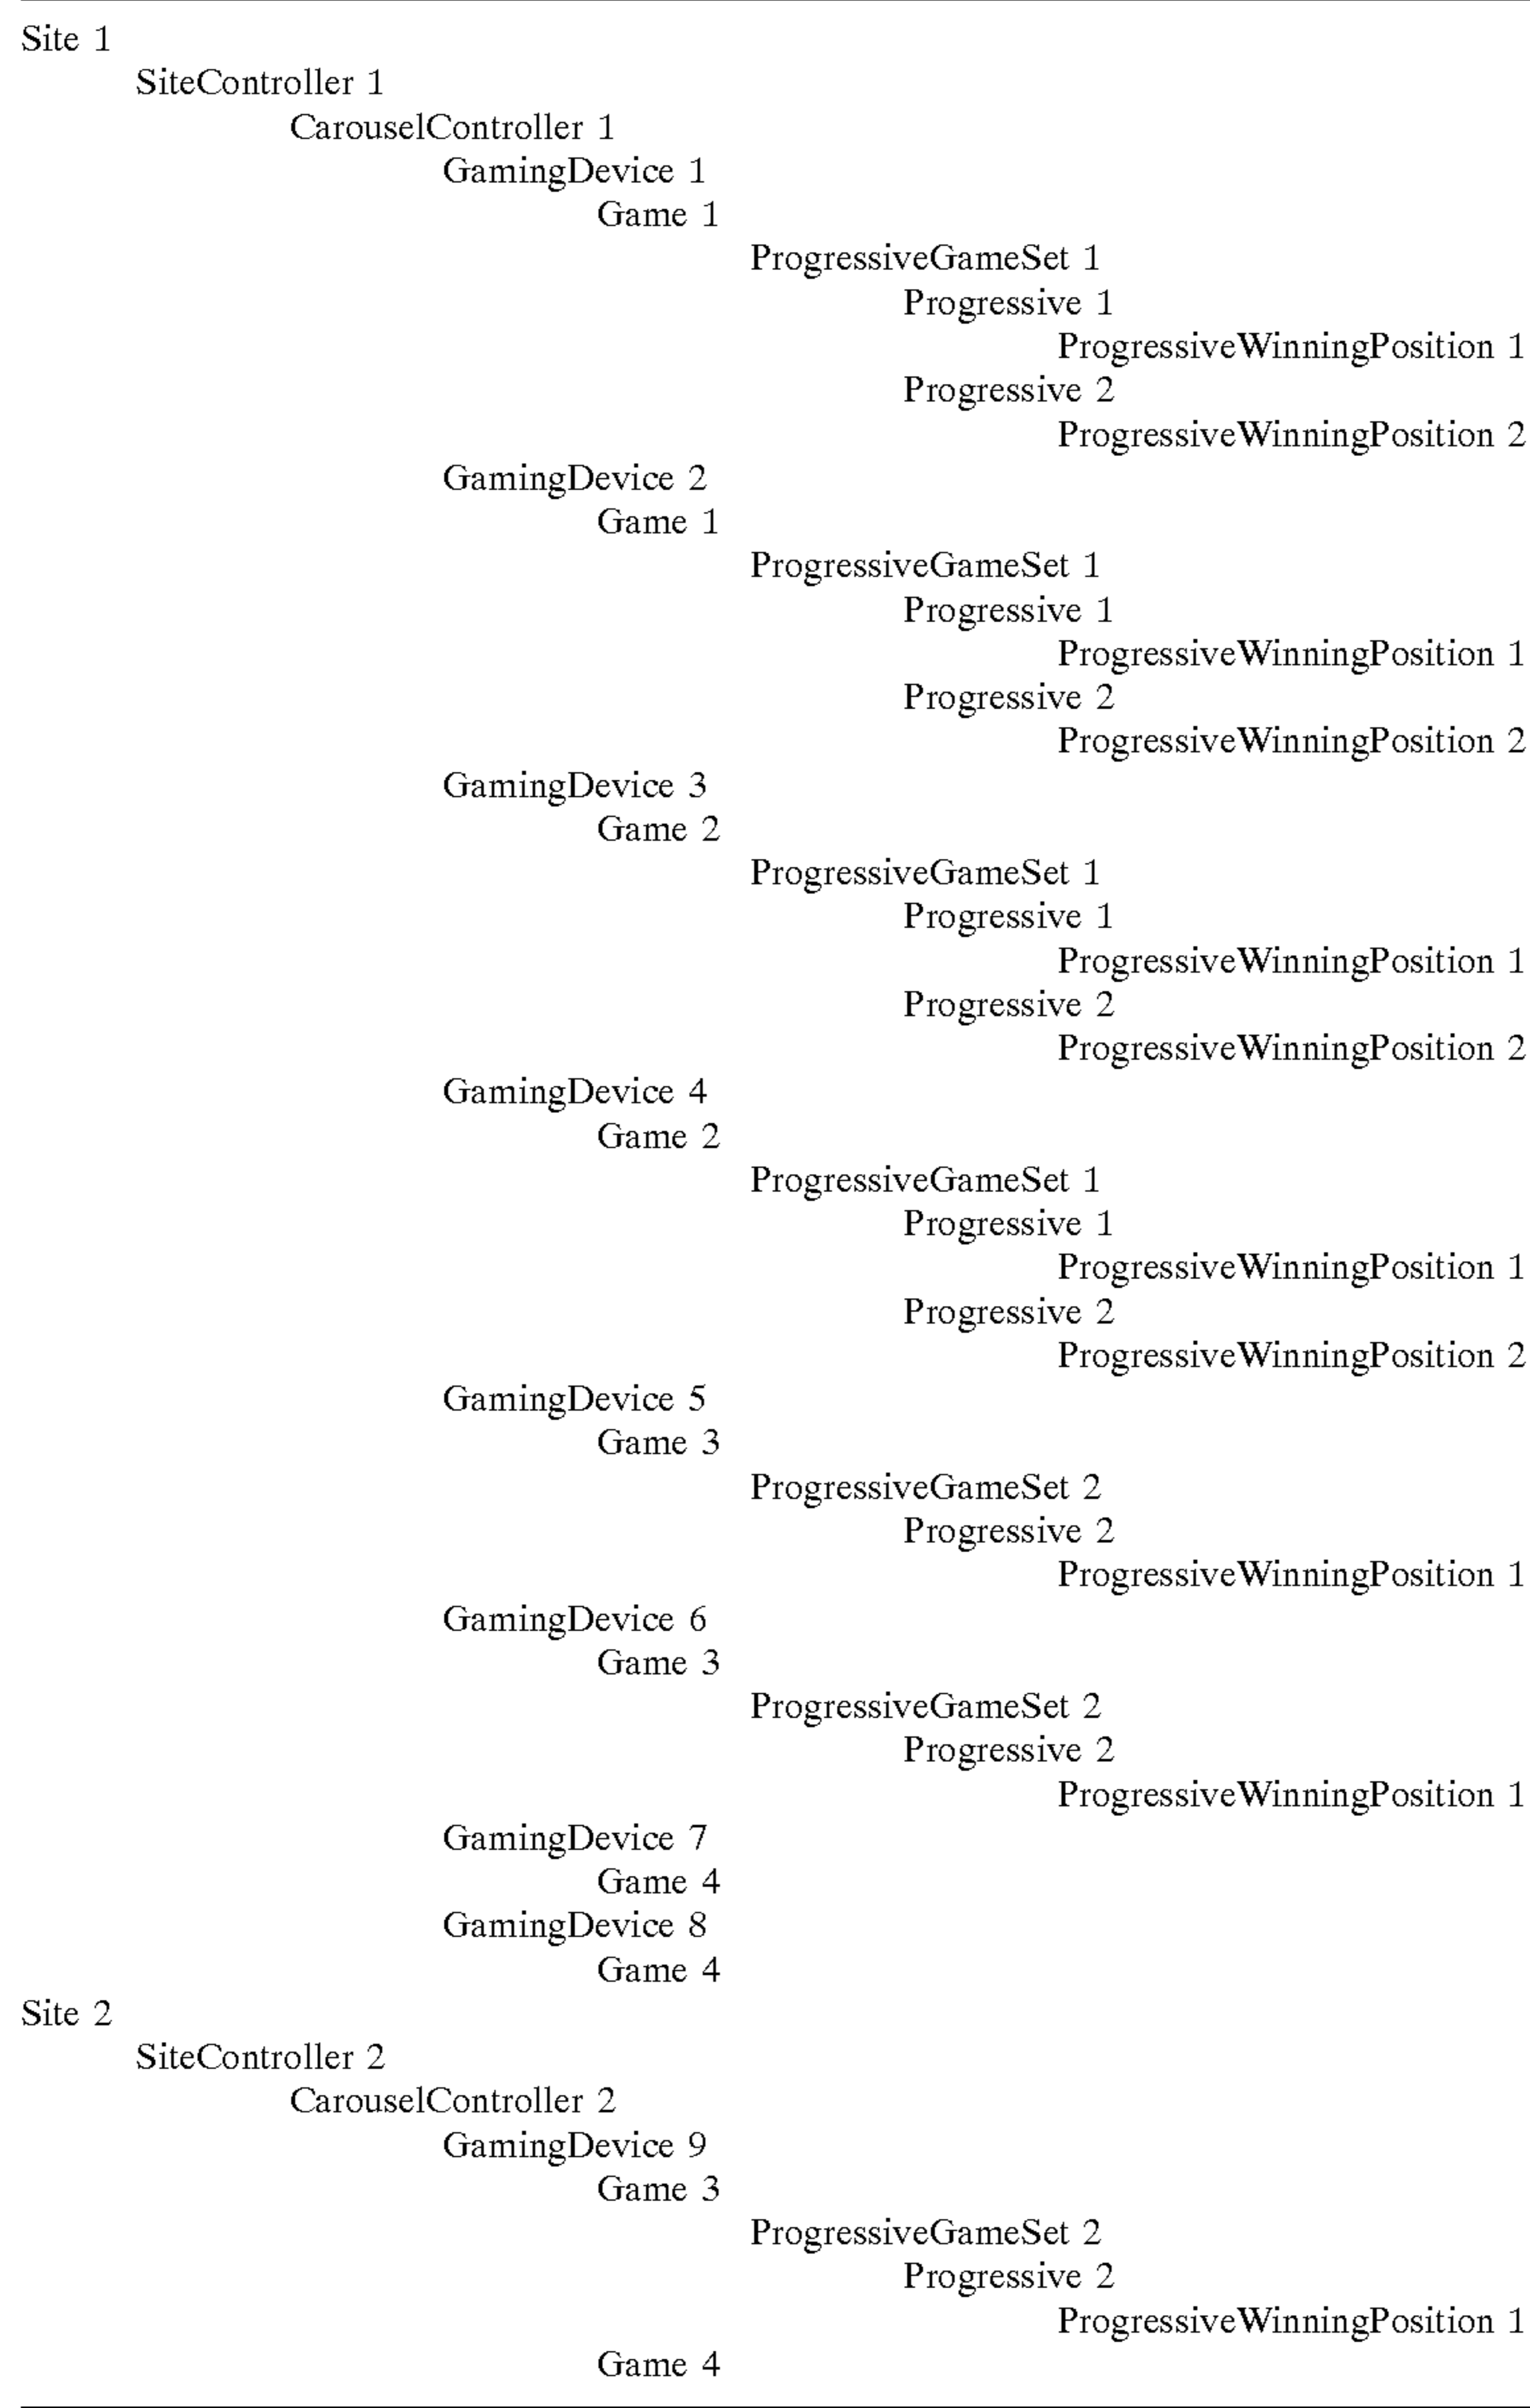 Site 1
SiteController 1
CarouselController 1
GamingDevice 1
Game 1
ProgressiveGameSet 1
Progressive 1
ProgressiveWinningPosition 1
Progressive 2
ProgressiveWinningPosition 2
GamingDevice 2
Game 1
ProgressiveGameSet 1
Progressive 1
ProgressiveWinningPosition 1
Progressive 2
ProgressiveWinningPosition 2
GamingDevice 3
Game 2
ProgressiveGameSet 1
Progressive 1
ProgressiveWinningPosition 1
Progressive 2
ProgressiveWinningPosition 2
GamingDevice 4
Game 2
ProgressiveGameSet 1
Progressive 1
ProgressiveWinningPosition 1
Progressive 2
ProgressiveWinningPosition 2
GamingDevice 5
Game 3
ProgressiveGameSet 2
Progressive 2
ProgressiveWinningPosition 1
GamingDevice 6
Game 3
ProgressiveGameSet 2
Progressive 2
ProgressiveWinningPosition 1
GamingDevice 7
Game 4
GamingDevice 8
Game 4
Site 2
SiteController 2
CarouselController 2
GamingDevice 9
Game 3
ProgressiveGameSet 2
Progressive 2
ProgressiveWinningPosition 1
Game 4